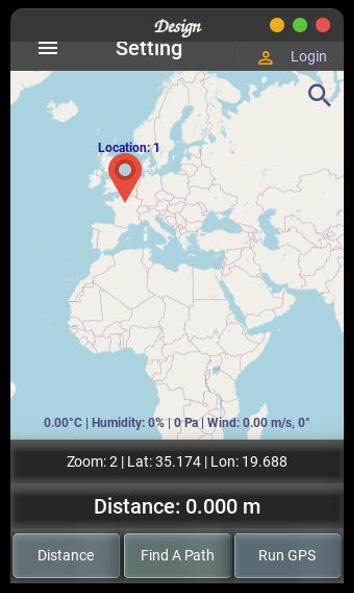 Design
Setting
Login
Location: 1
0.00°C | Humidity: 0% | 0 Pa | Wind: 0.00 m/s, 0°
Zoom: 2 | Lat: 35.174 | Lon: 19.688
Distance: 0.000 m
Distance
Find A Path
Run GPS